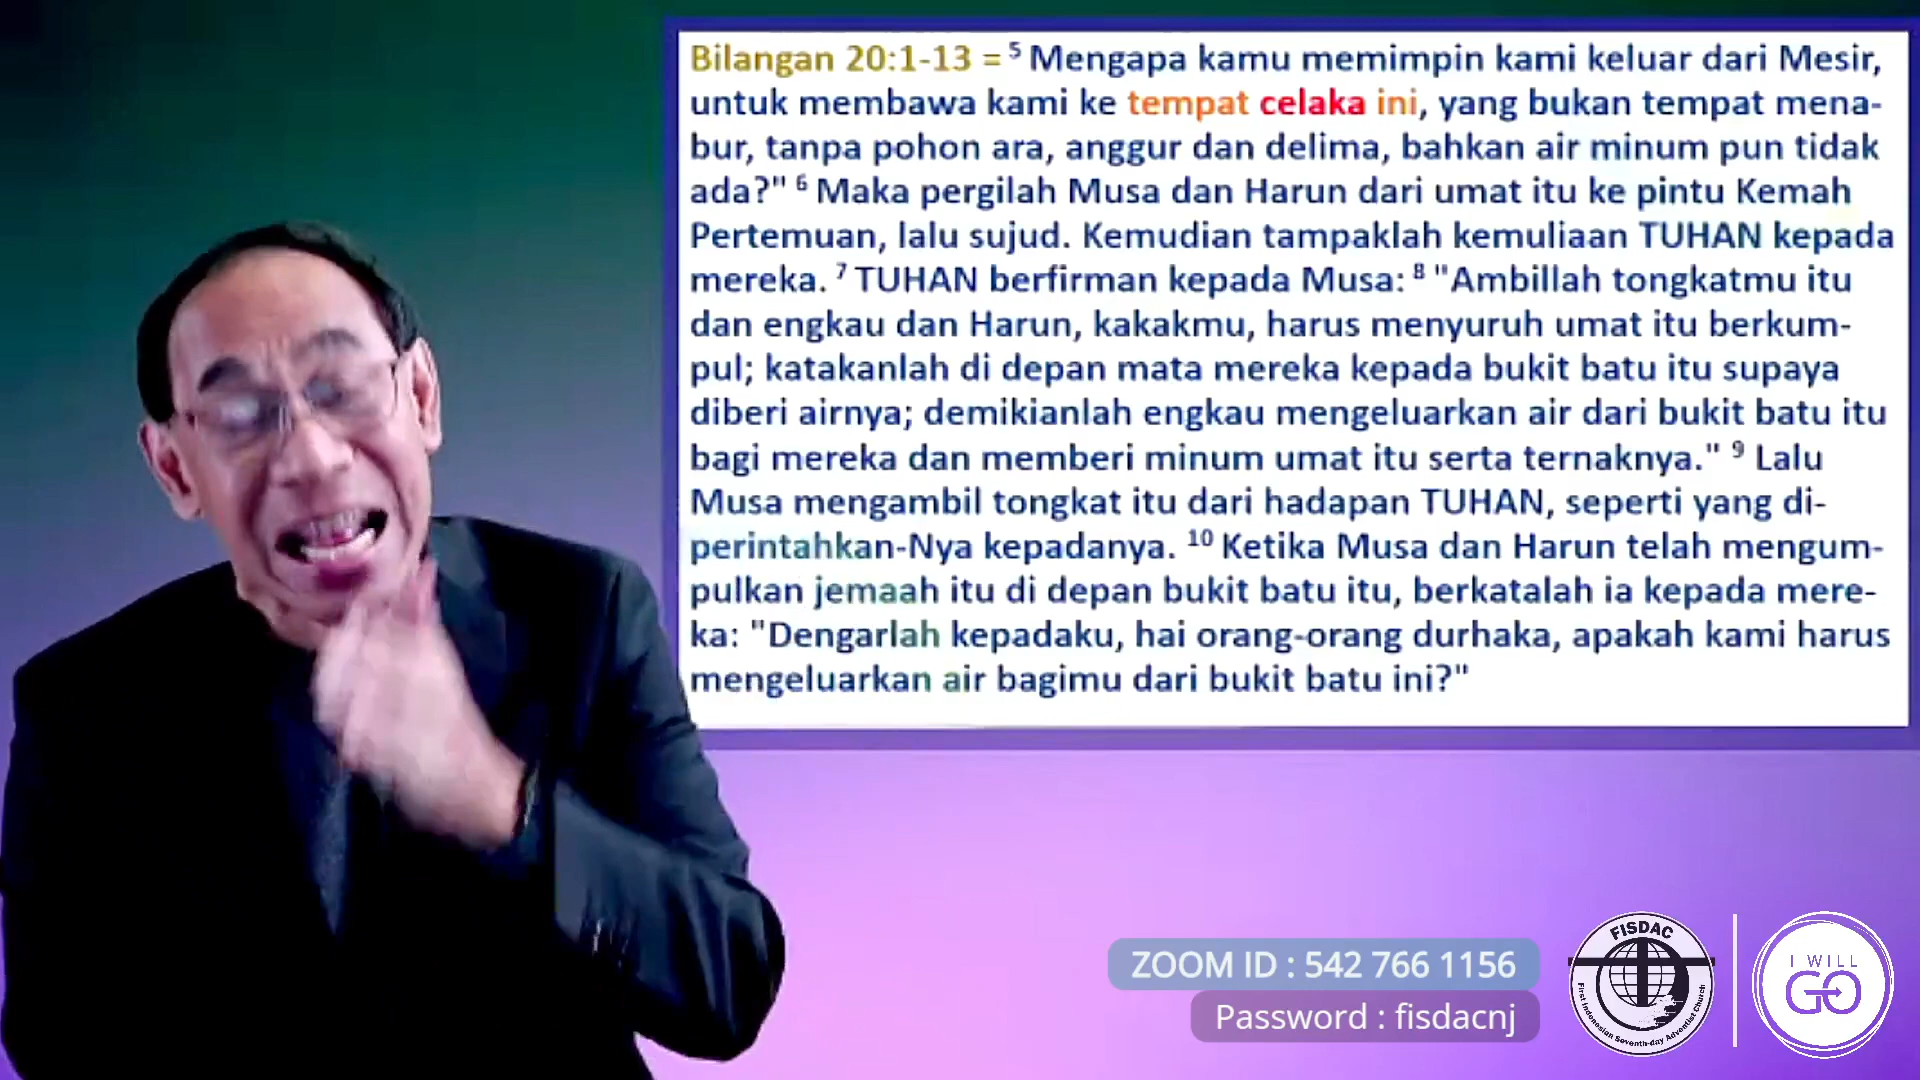 Bilangan 20:1-13 = 5 Mengapa kamu memimpin kami keluar dari Mesir,
untuk membawa kami ke tempat celaka ini, yang bukan tempat mena-
bur, tanpa pohon ara, anggur dan delima, bahkan air minum pun tidak
ada?" 6 Maka pergilah Musa dan Harun dari umat itu ke pintu Kemah
Pertemuan, lalu sujud. Kemudian tampaklah kemuliaan TUHAN kepada
mereka. 7 TUHAN berfirman kepada Musa: 8 "Ambillah tongkatmu itu
dan engkau dan Harun, kakakmu, harus menyuruh umat itu berkum-
pul; katakanlah di depan mata mereka kepada bukit batu itu supaya
diberi airnya; demikianlah engkau mengeluarkan air dari bukit batu itu
bagi mereka dan memberi minum umat itu serta ternaknya." 9 Lalu
Musa mengambil tongkat itu dari hadapan TUHAN, seperti yang di-
perintahkan-Nya kepadanya. 10 Ketika Musa dan Harun telah mengum-
pulkan jemaah itu di depan bukit batu itu, berkatalah ia kepada mere-
ka: "Dengarlah kepadaku, hai orang-orang durhaka, apakah kami harus
mengeluarkan air bagimu dari bukit batu ini?"
ZOOM ID : 542 766 1156
Password : fisdacnj
FISDAC
First Indonesian Seventh-day Adventist Church
I WILL
GO